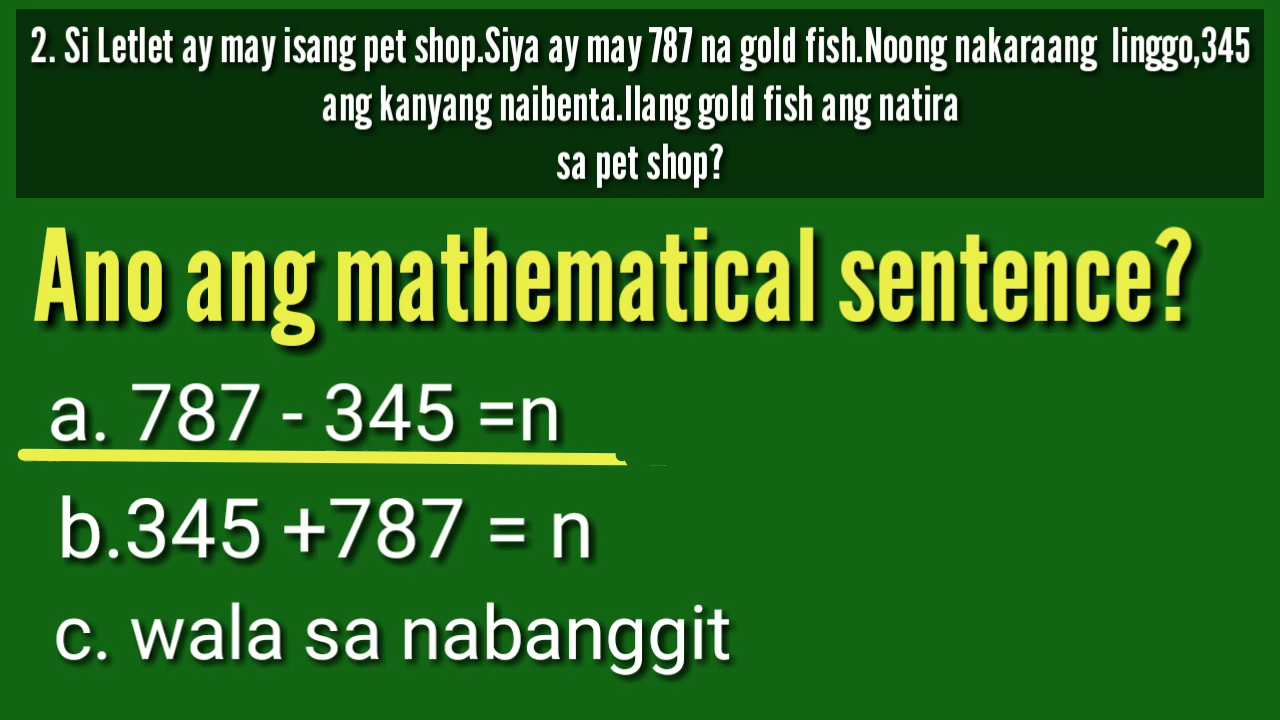 2. Si Letlet ay may isang pet shop.Siya ay may 787 na gold fish.Noong nakaraang linggo,345
ang kanyang naibenta.Ilang gold fish ang natira
sa pet shop?
Ano ang mathematical sentence?
a. 787 - 345 =n
b.345 +787 = n
c. wala sa nabanggit